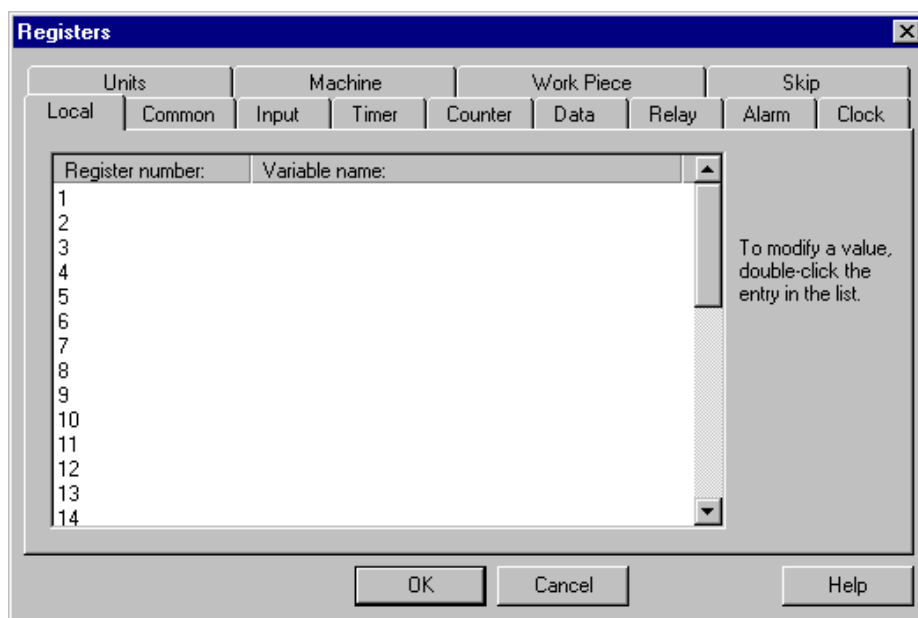 Registers
Units Machine Work Piece Skip
Local Common Input Timer Counter Data Relay Alarm Clock
Register number: Variable name:
1
2
3
To modify a value,
4
double-click the
5
entry in the list.
6
7
8
9
10
11
12
13
14
OK Cancel Help